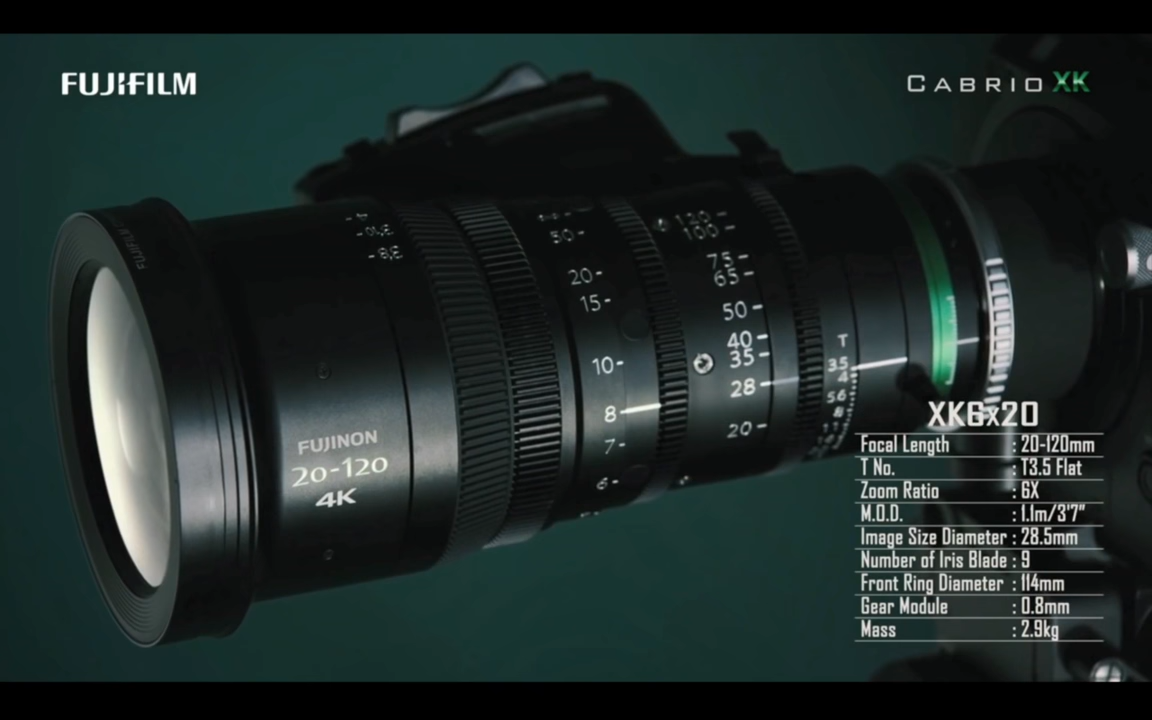 FUJIFILM
CABRIO XK
120
100
75
65
50
40
35
28
20
50
20
15
10
8
7
6
T
3.5
4
5.6
8
FUJINON
20-120
4K
XK6x20
Focal Length : 20-120mm
T No. : T3.5 Flat
Zoom Ratio : 6X
M.O.D. : 1.1m/3'7"
Image Size Diameter : 28.5mm
Number of Iris Blade : 9
Front Ring Diameter : 114mm
Gear Module : 0.8mm
Mass : 2.9kg